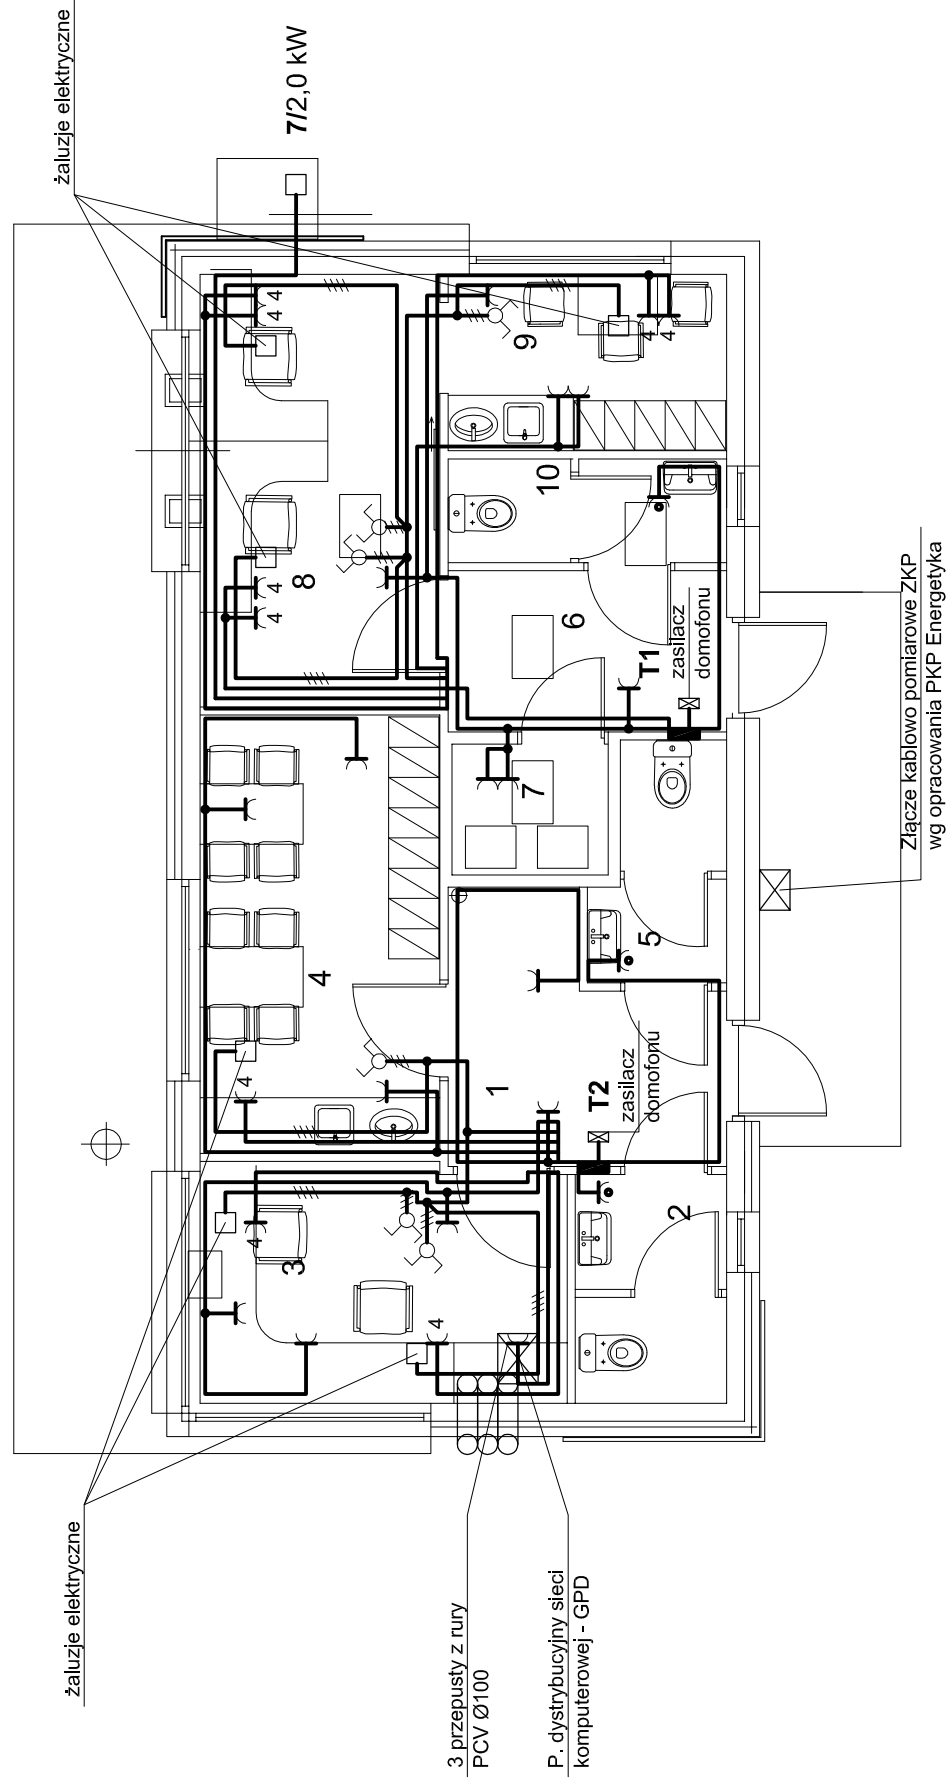 żaluzje elektryczne
7/2,0 kW
4
4
8
4
4
9
4
4
10
6
T1
zasilacz
domofonu
7
4
5
4
1
T2
zasilacz
domofonu
3
4
4
2
Złącze kablowo pomiarowe ZKP
wg opracowania PKP Energetyka
żaluzje elektryczne
3 przepusty z rury
PCV Ø100
P. dystrybucyjny sieci
komputerowej - GPD